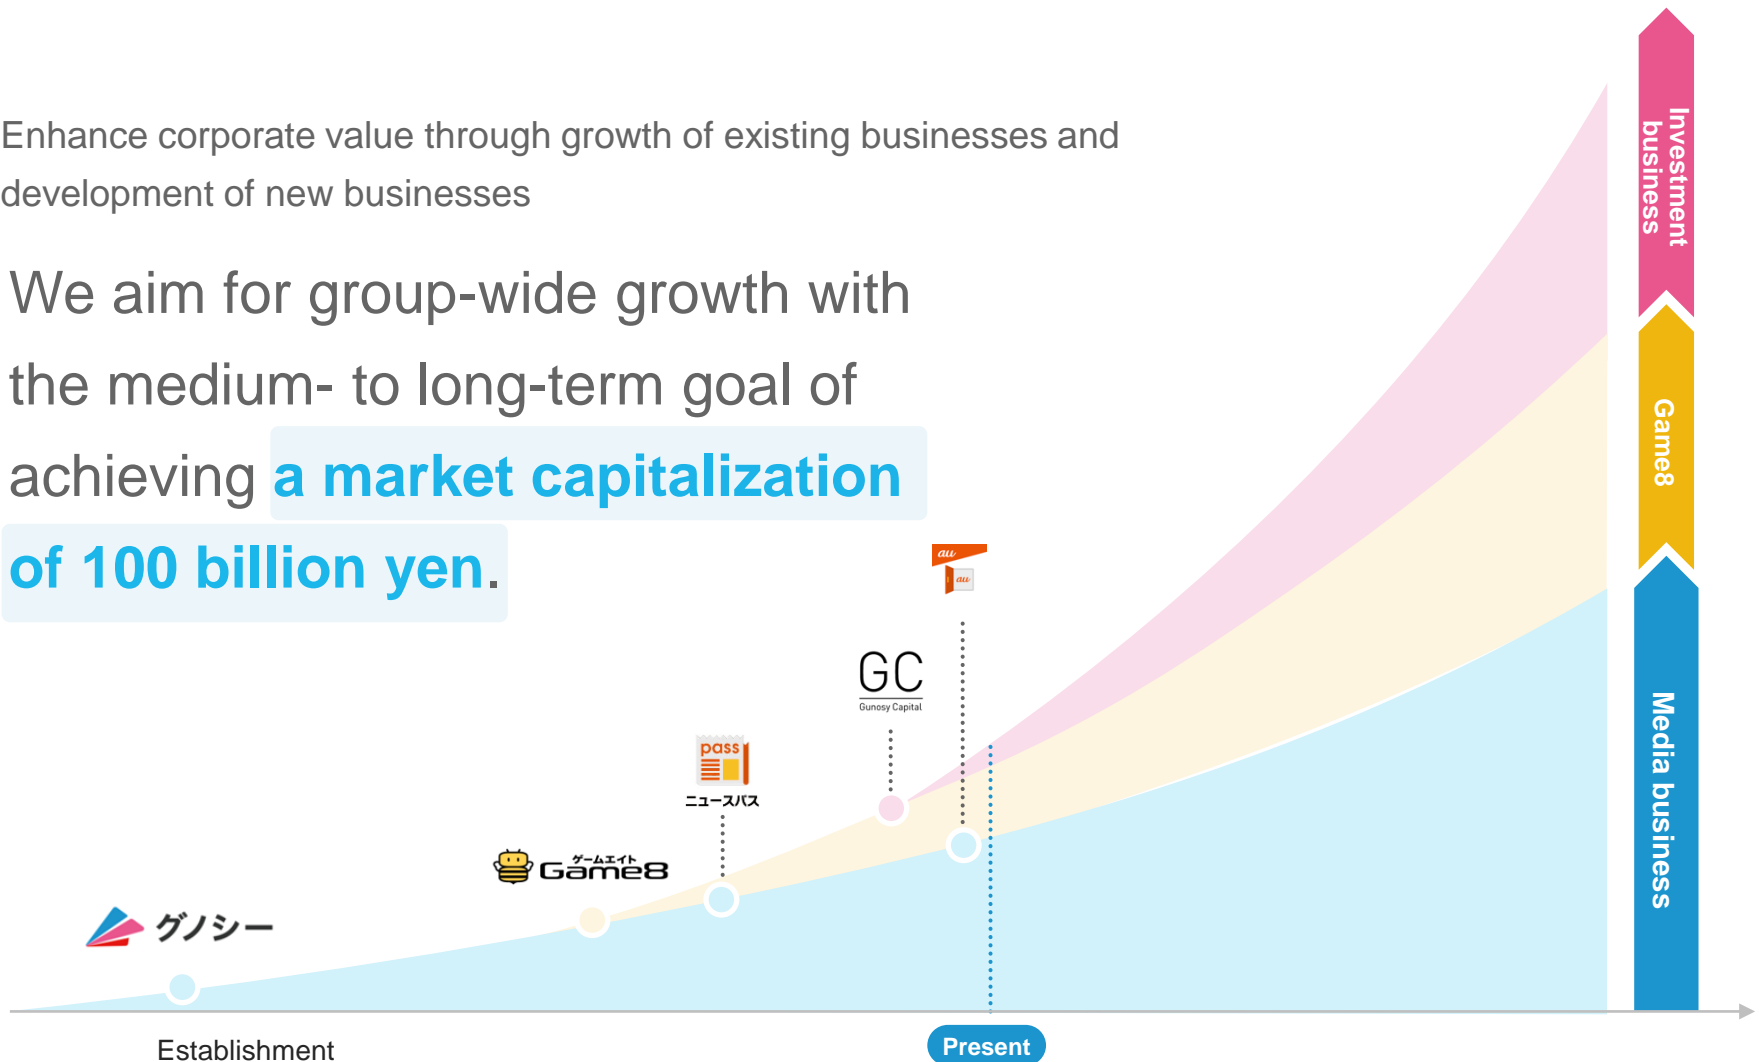 Enhance corporate value through growth of existing businesses and
development of new businesses
We aim for group-wide growth with
the medium- to long-term goal of
achieving a market capitalization
of 100 billion yen.
Investment
business
Game8
Media business
au
au
GC
Gunosy Capital
pass
ニュースパス
ゲームエイト
Game8
グノシー
Establishment
Present